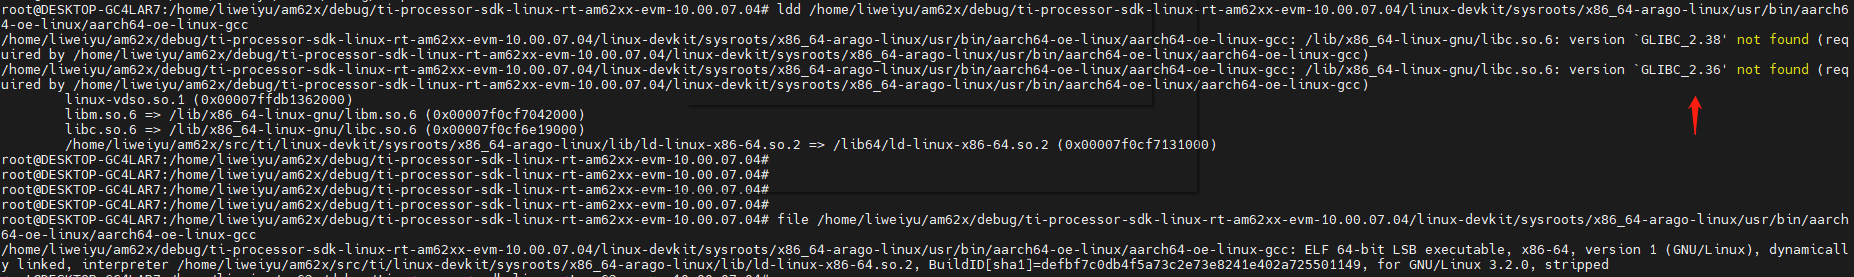 root@DESKTOP-GC4LAR7:/home/liweiyu/am62x/debug/ti-processor-sdk-linux-rt-am62xx-evm-10.00.07.04# ldd /home/liweiyu/am62x/debug/ti-processor-sdk-linux-rt-am62xx-evm-10.00.07.04/linux-devkit/sysroots/x86_64-arago-linux/usr/bin/aarch6
4-oe-linux/aarch64-oe-linux-gcc
/home/liweiyu/am62x/debug/ti-processor-sdk-linux-rt-am62xx-evm-10.00.07.04/linux-devkit/sysroots/x86_64-arago-linux/usr/bin/aarch64-oe-linux/aarch64-oe-linux-gcc: /lib/x86_64-linux-gnu/libc.so.6: version `GLIBC_2.38' not found (req
uired by /home/liweiyu/am62x/debug/ti-processor-sdk-linux-rt-am62xx-evm-10.00.07.04/linux-devkit/sysroots/x86_64-arago-linux/usr/bin/aarch64-oe-linux/aarch64-oe-linux-gcc)
/home/liweiyu/am62x/debug/ti-processor-sdk-linux-rt-am62xx-evm-10.00.07.04/linux-devkit/sysroots/x86_64-arago-linux/usr/bin/aarch64-oe-linux/aarch64-oe-linux-gcc: /lib/x86_64-linux-gnu/libc.so.6: version `GLIBC_2.36' not found (req
uired by /home/liweiyu/am62x/debug/ti-processor-sdk-linux-rt-am62xx-evm-10.00.07.04/linux-devkit/sysroots/x86_64-arago-linux/usr/bin/aarch64-oe-linux/aarch64-oe-linux-gcc)
linux-vdso.so.1 (0x00007ffdb1362000)
libm.so.6 => /lib/x86_64-linux-gnu/libm.so.6 (0x00007f0cf7042000)
libc.so.6 => /lib/x86_64-linux-gnu/libc.so.6 (0x00007f0cf6e19000)
/home/liweiyu/am62x/src/ti/linux-devkit/sysroots/x86_64-arago-linux/lib/ld-linux-x86-64.so.2 => /lib64/ld-linux-x86-64.so.2 (0x00007f0cf7131000)
root@DESKTOP-GC4LAR7:/home/liweiyu/am62x/debug/ti-processor-sdk-linux-rt-am62xx-evm-10.00.07.04#
root@DESKTOP-GC4LAR7:/home/liweiyu/am62x/debug/ti-processor-sdk-linux-rt-am62xx-evm-10.00.07.04#
root@DESKTOP-GC4LAR7:/home/liweiyu/am62x/debug/ti-processor-sdk-linux-rt-am62xx-evm-10.00.07.04#
root@DESKTOP-GC4LAR7:/home/liweiyu/am62x/debug/ti-processor-sdk-linux-rt-am62xx-evm-10.00.07.04#
root@DESKTOP-GC4LAR7:/home/liweiyu/am62x/debug/ti-processor-sdk-linux-rt-am62xx-evm-10.00.07.04# file /home/liweiyu/am62x/debug/ti-processor-sdk-linux-rt-am62xx-evm-10.00.07.04/linux-devkit/sysroots/x86_64-arago-linux/usr/bin/aarch
64-oe-linux/aarch64-oe-linux-gcc
/home/liweiyu/am62x/debug/ti-processor-sdk-linux-rt-am62xx-evm-10.00.07.04/linux-devkit/sysroots/x86_64-arago-linux/usr/bin/aarch64-oe-linux/aarch64-oe-linux-gcc: ELF 64-bit LSB executable, x86-64, version 1 (GNU/Linux), dynamicall
y linked, interpreter /home/liweiyu/am62x/src/ti/linux-devkit/sysroots/x86_64-arago-linux/lib/ld-linux-x86-64.so.2, BuildID[sha1]=defbf7c0db4f5a73c2e73e8241e402a725501149, for GNU/Linux 3.2.0, stripped